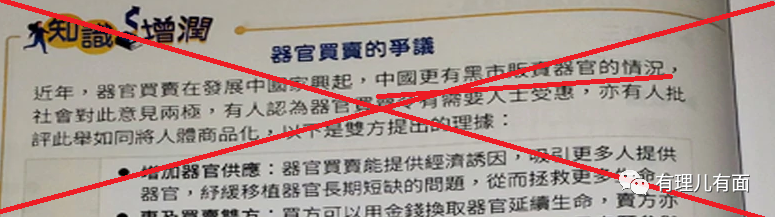 知識增潤
器官買賣的爭議
近年，器官買賣在發展中國家興起，中國更有黑市販賣器官的情況，
社會對此意見兩極，有人認為器官買賣令有需要人士受惠，亦有人批
評此舉如同將人體商品化，以下是雙方提出的理據：
● 增加器官供應：器官買賣能提供經濟誘因，吸引更多人提供
器官，紓緩移植器官長期短缺的問題，從而拯救更多
● 惠及買賣雙方：買方可以用金錢換取器官延續生命，賣方亦
有理儿有面